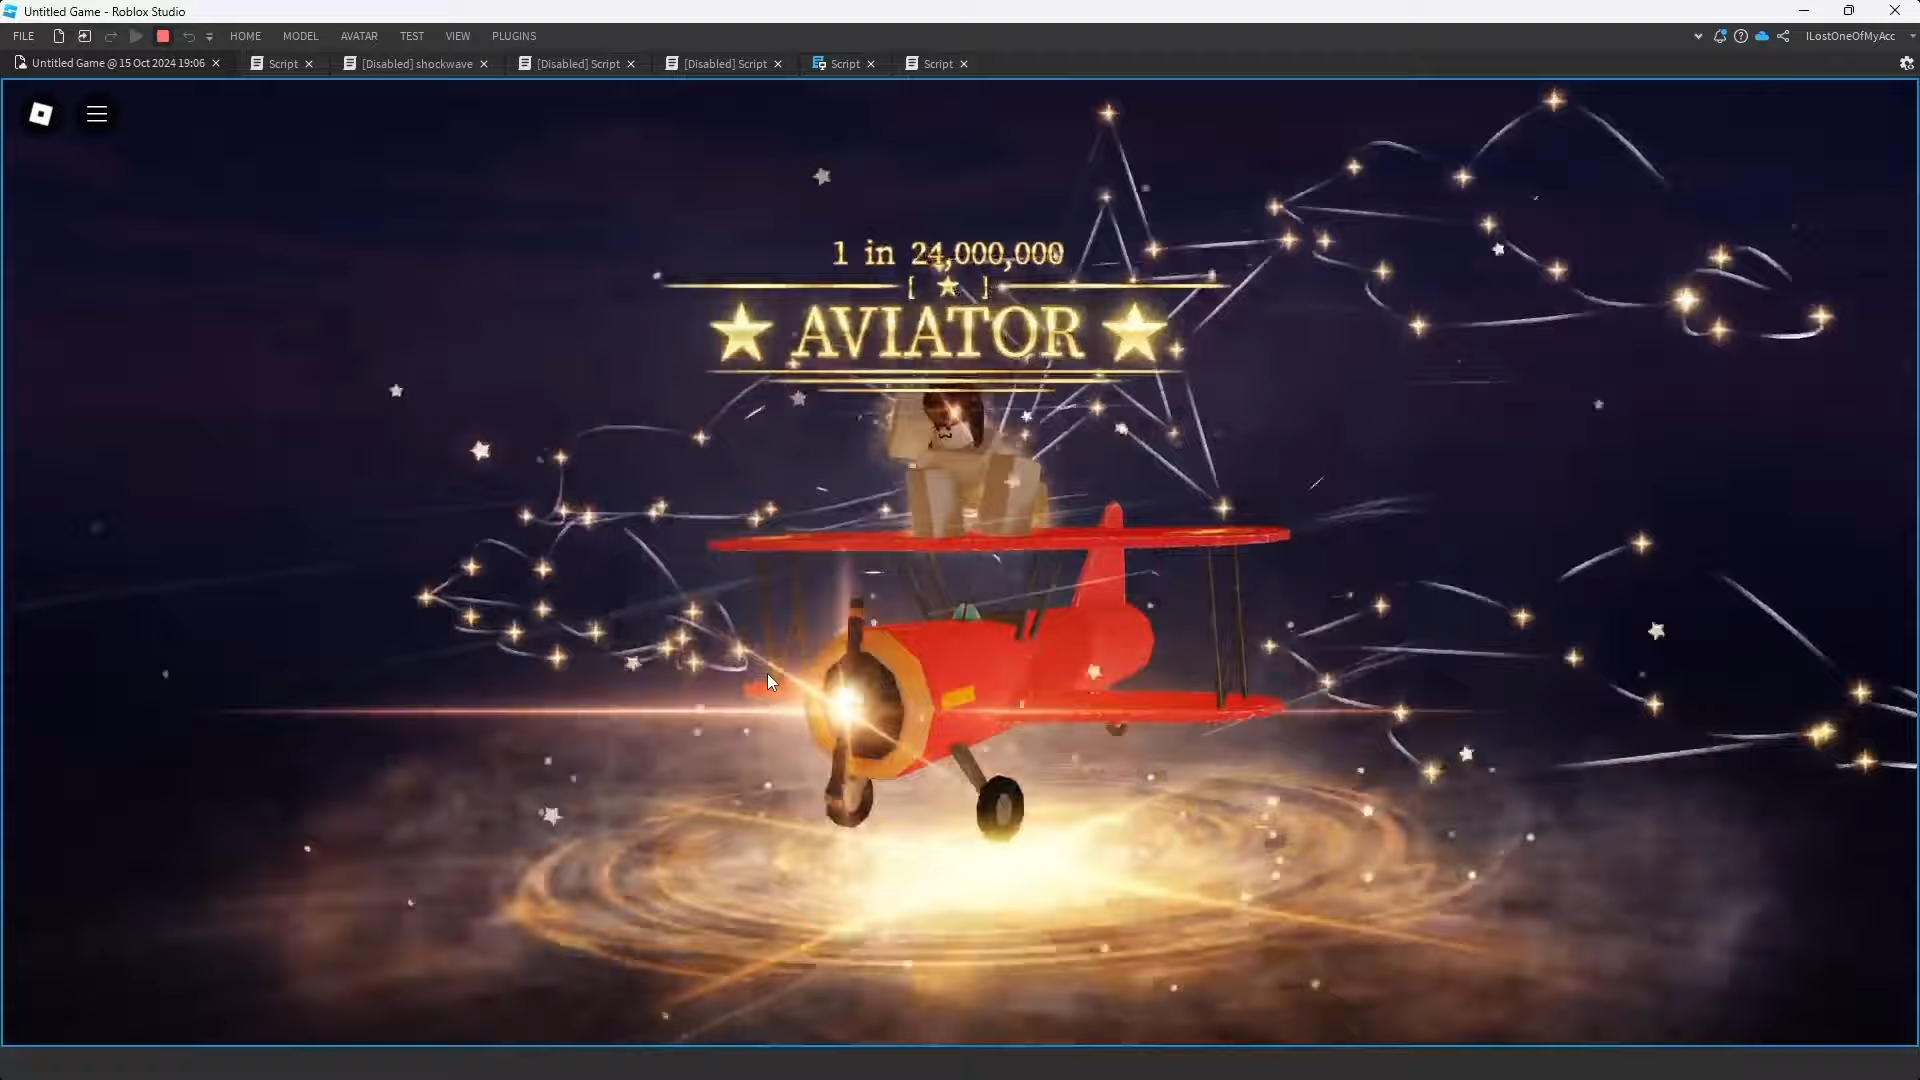 Untitled Game - Roblox Studio
FILE HOME MODEL AVATAR TEST VIEW PLUGINS ILostOneOfMyAcc
Untitled Game @ 15 Oct 2024 19:06 Script [Disabled] shockwave [Disabled] Script [Disabled] Script Script Script
1 in 24,000,000
[ ★ ]
★ AVIATOR ★